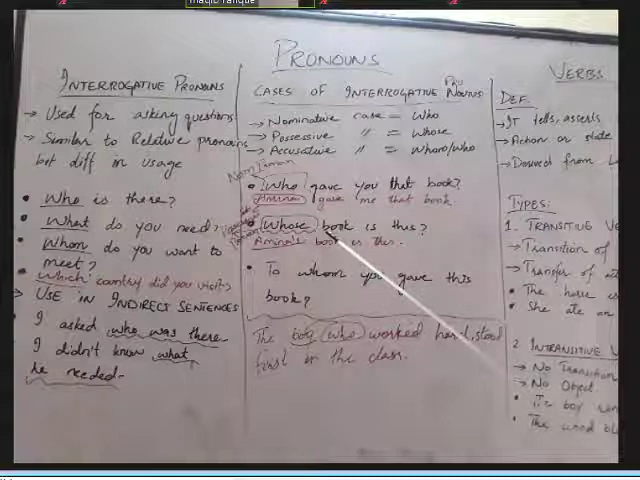 magic Tafique
PRONOUNS
INTERROGATIVE PRONOUNS
→ Used for asking questions
→ Similar to Relative pronouns
but diff in usage
• Who is there?
• What do you need?
• Whom do you want to
meet?
• Which country did you visit?
→ USE IN INDIRECT SENTENCES
I asked who was there
I didn't know what
he needed.
CASES OF INTERROGATIVE PRO NOUNS
→ Nominative case = Who
→ Possessive " = Whose
→ Accusative " = Whom/who
• Who gave you that book?
Amina gave me that book.
• Whose book is this?
Amina's book is this.
• To whom you gave this
book?
The boy who worked hard, stood
first in the class.
VERBS
DEF.
→ IT tells, asserts
→ Action or state
→ Derived from
TYPES:
1. TRANSITIVE
→ Transition of
→ Transfer of
• The horse
• She ate an
2 INTRANSITIVE
→ No Transition
→ No Object
• The boy
• The wood